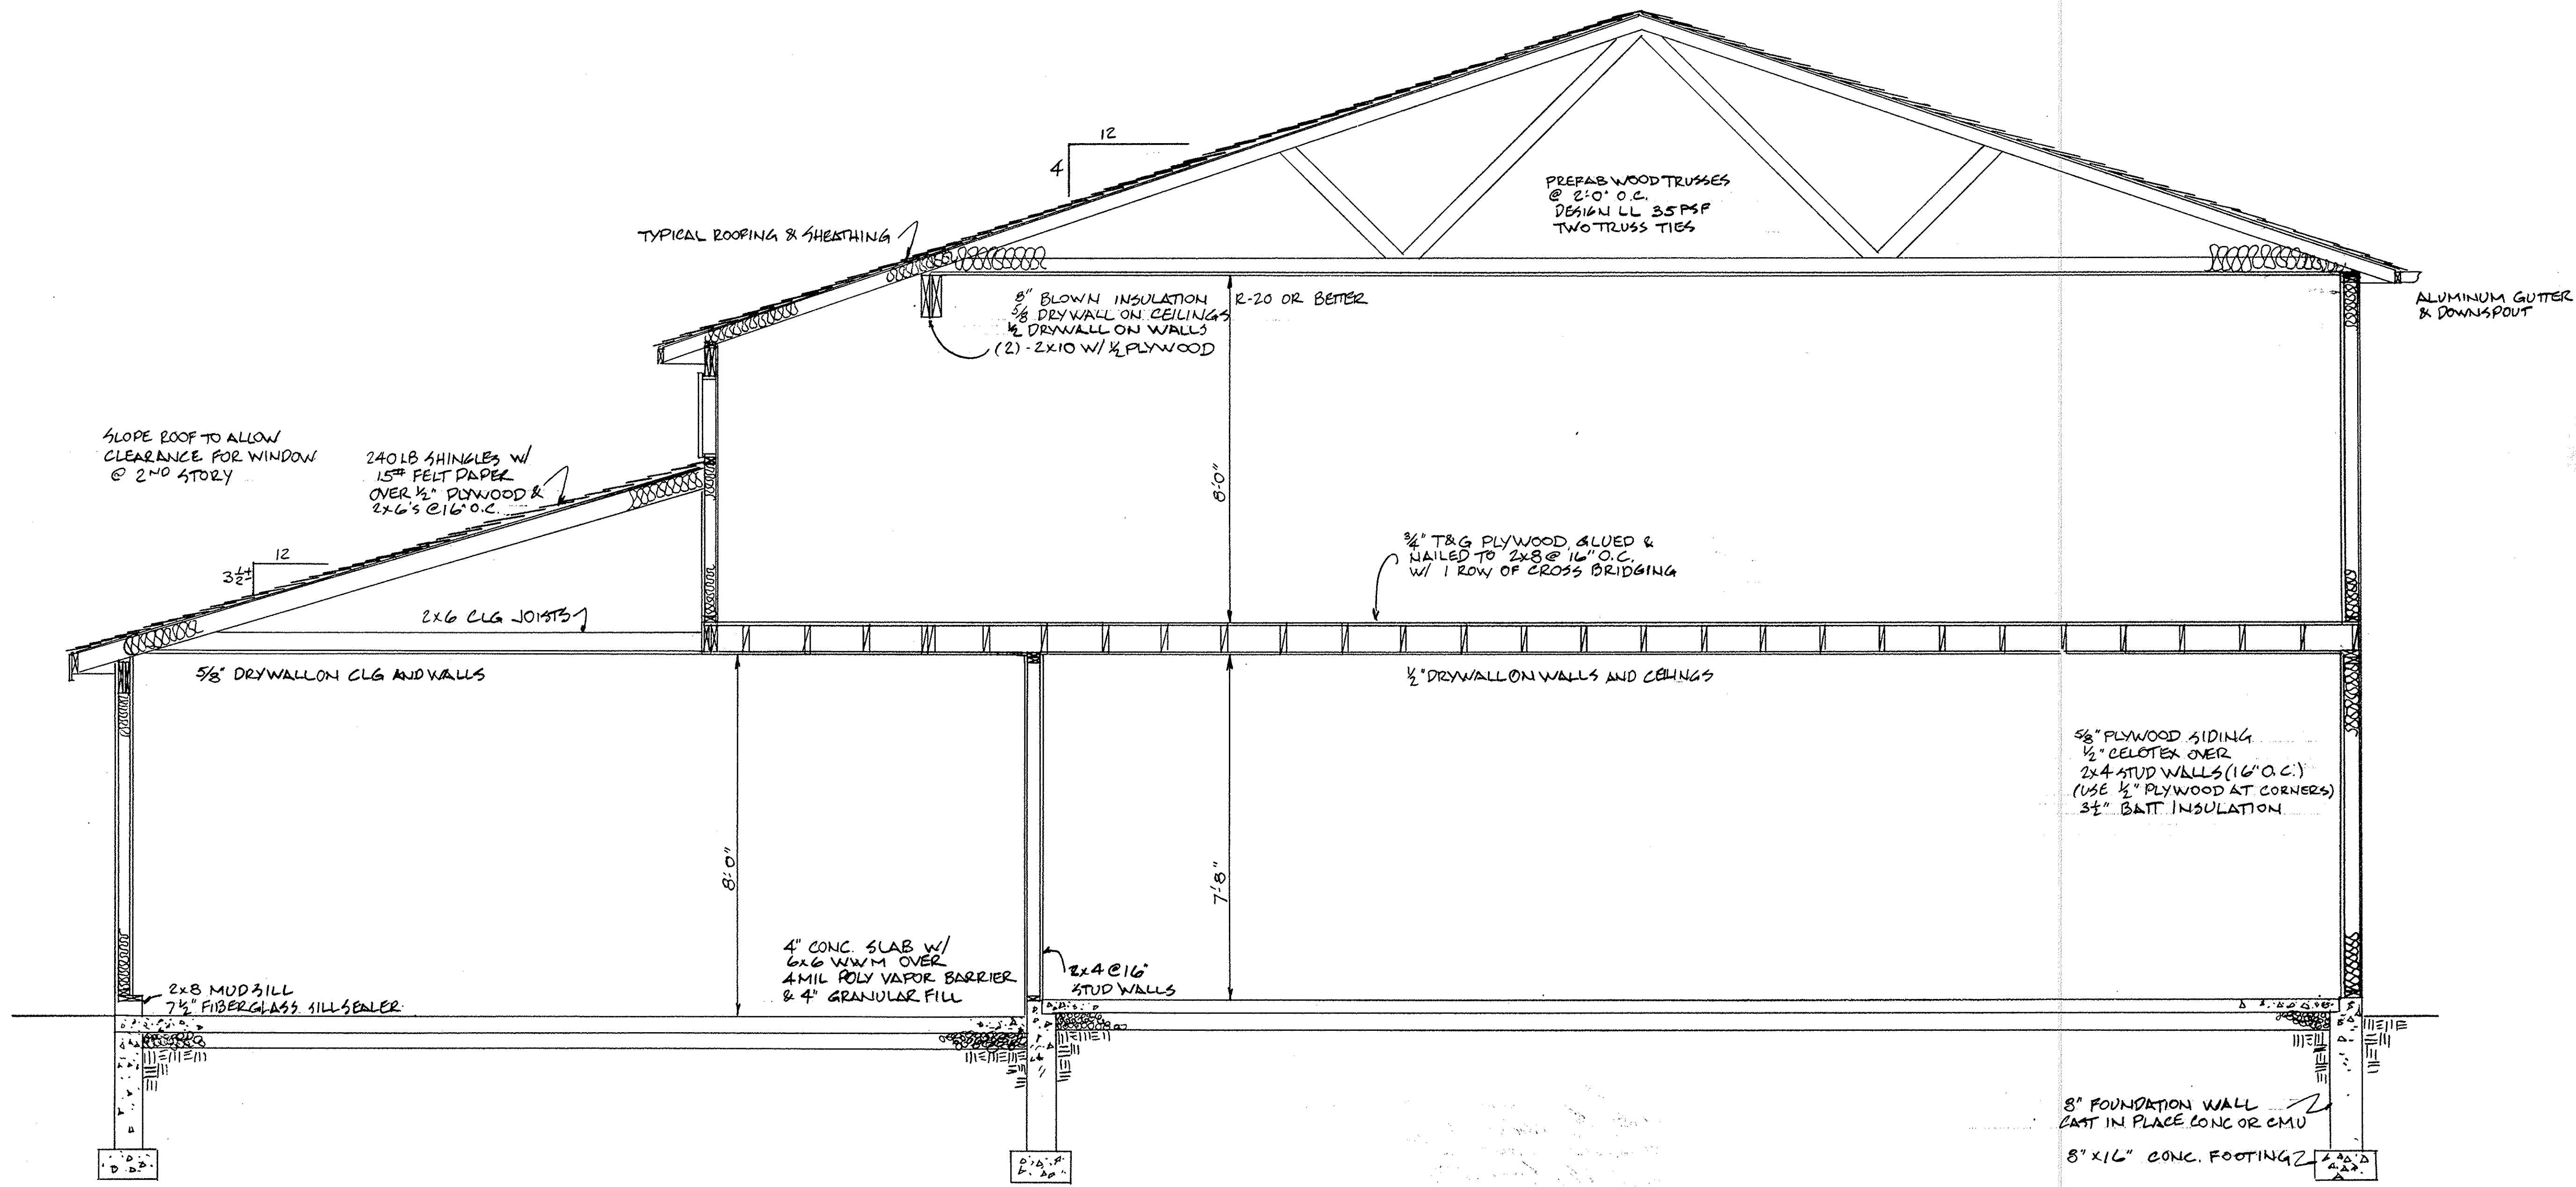 12
4
PREFAB WOOD TRUSSES
@ 2'-0" O.C.
DESIGN LL 35 PSF
TWO TRUSS TIES
TYPICAL ROOFING & SHEATHING
8" BLOWN INSULATION R-20 OR BETTER
5/8 DRYWALL ON CEILINGS
1/2 DRYWALL ON WALLS
(2) - 2x10 W/ 1/2 PLYWOOD
ALUMINUM GUTTER
& DOWNSPOUT
SLOPE ROOF TO ALLOW
CLEARANCE FOR WINDOW
@ 2ND STORY
240 LB SHINGLES W/
15# FELT PAPER
OVER 1/2" PLYWOOD &
2x6'S @ 16" O.C.
8'-0"
12
3 1/2+
3/4" T&G PLYWOOD GLUED &
NAILED TO 2x8 @ 16" O.C.
W/ 1 ROW OF CROSS BRIDGING
2x6 CLG JOISTS
5/8" DRYWALL ON CLG AND WALLS
1/2" DRYWALL ON WALLS AND CEILINGS
5/8" PLYWOOD SIDING
1/2" CELOTEX OVER
2x4 STUD WALLS (16" O.C.)
(USE 1/2" PLYWOOD AT CORNERS)
3 1/2" BATT INSULATION
8'-0"
7'-8"
4" CONC. SLAB W/
6x6 WWM OVER
4 MIL POLY VAPOR BARRIER
& 4" GRANULAR FILL
2x4 @ 16"
STUD WALLS
2x8 MUDSILL
7 1/2" FIBERGLASS SILLSEALER
8" FOUNDATION WALL
CAST IN PLACE CONC OR CMU
8" x 16" CONC. FOOTING